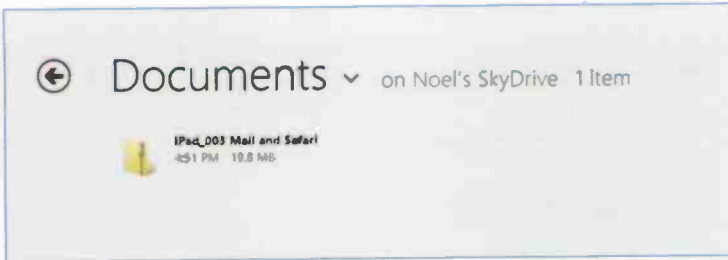 Documents on Noel's SkyDrive 1 item
iPad_003 Mail and Safari
4:51 PM 19.8 MB